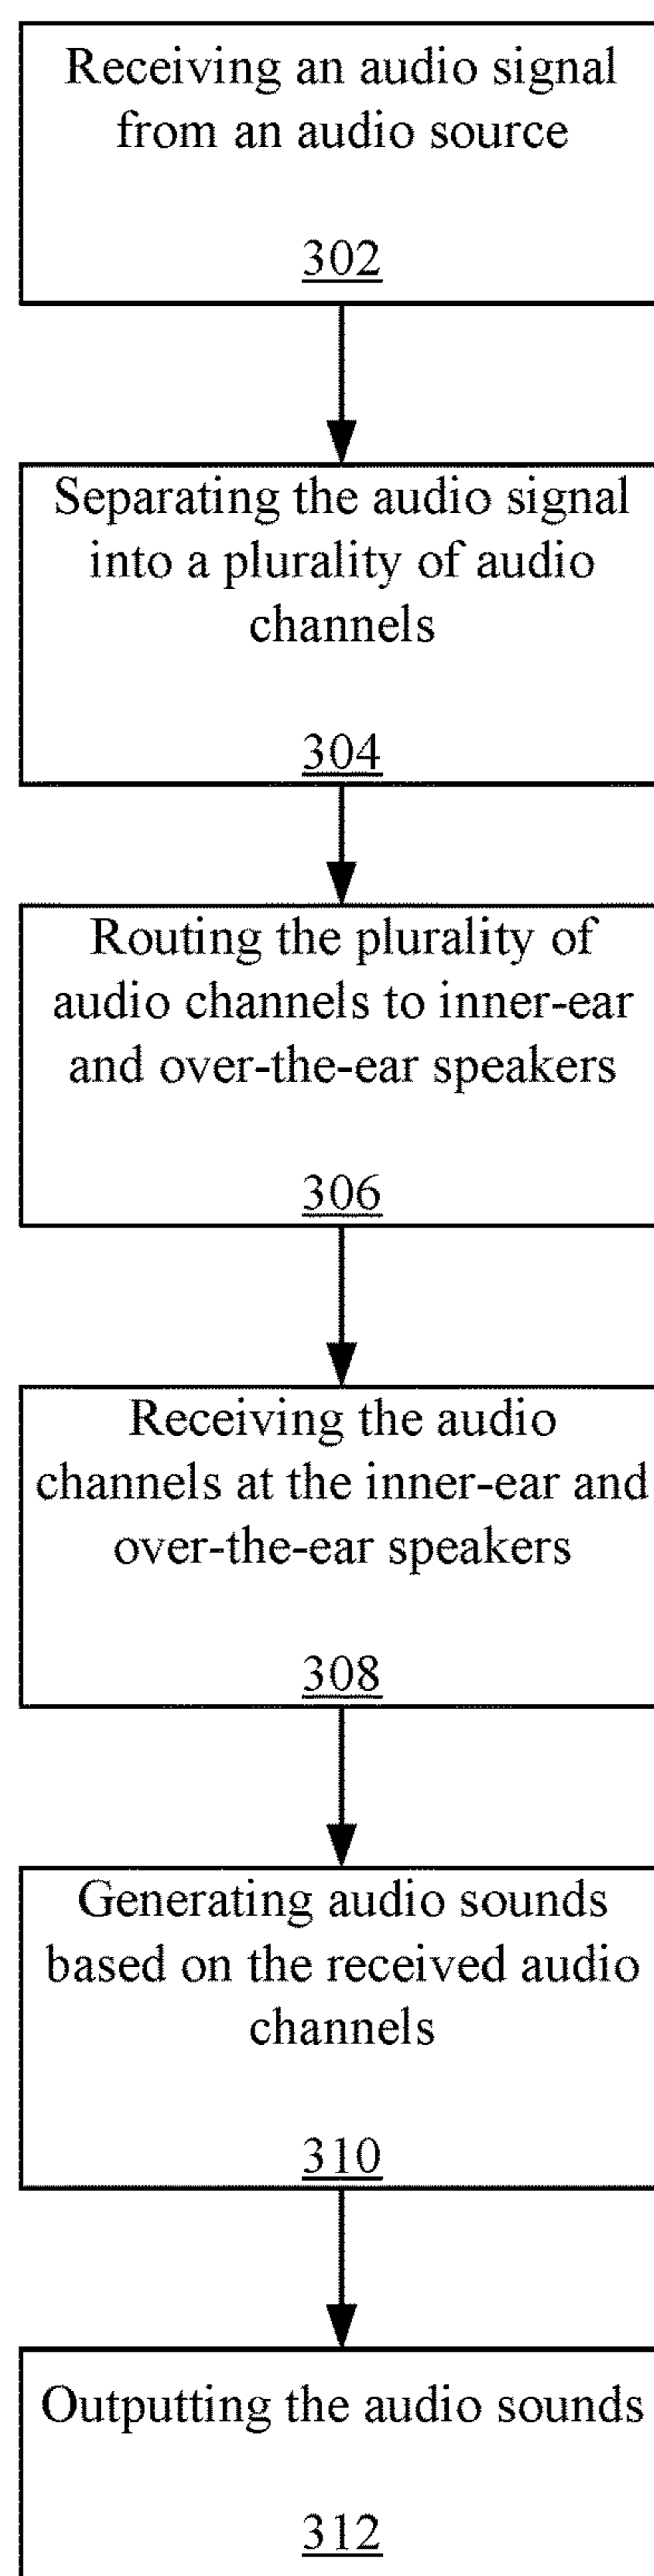 Receiving an audio signal
from an audio source
302
Separating the audio signal
into a plurality of audio
channels
304
Routing the plurality of
audio channels to inner-ear
and over-the-ear speakers
306
Receiving the audio
channels at the inner-ear and
over-the-ear speakers
308
Generating audio sounds
based on the received audio
channels
310
Outputting the audio sounds
312